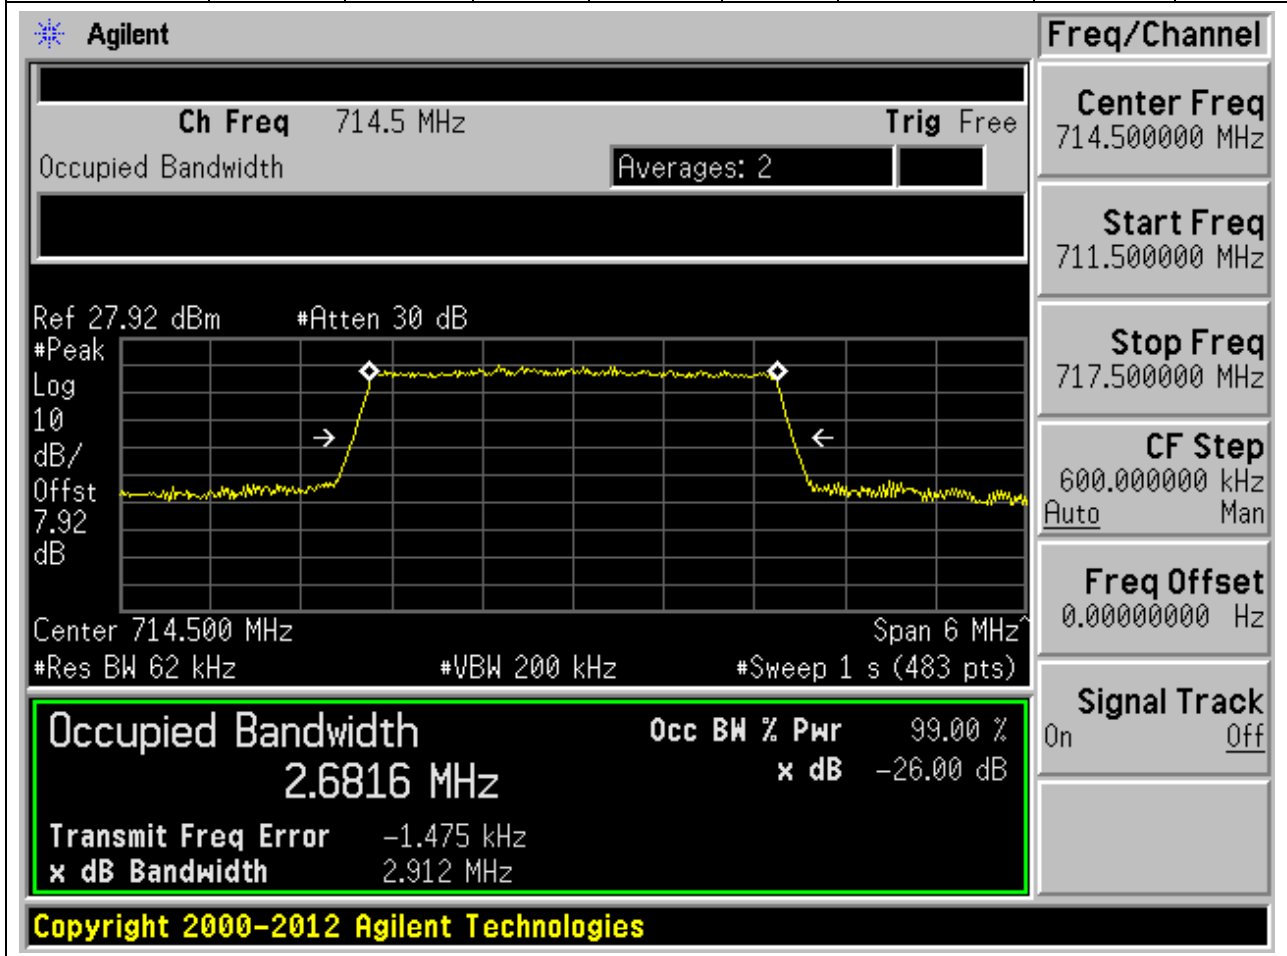 Agilent
Freq/Channel
Ch Freq 714.5 MHz Trig Free
Occupied Bandwidth Averages: 2
Center Freq
714.500000 MHz
Start Freq
711.500000 MHz
Stop Freq
717.500000 MHz
CF Step
600.000000 kHz
Auto Man
Freq Offset
0.00000000 Hz
Signal Track
On Off
Ref 27.92 dBm #Atten 30 dB
#Peak
Log
10
dB/
Offst
7.92
dB
Center 714.500 MHz Span 6 MHz^
#Res BW 62 kHz #VBW 200 kHz #Sweep 1 s (483 pts)
Occupied Bandwidth Occ BW % Pwr 99.00 %
2.6816 MHz x dB -26.00 dB
Transmit Freq Error -1.475 kHz
x dB Bandwidth 2.912 MHz
Copyright 2000-2012 Agilent Technologies